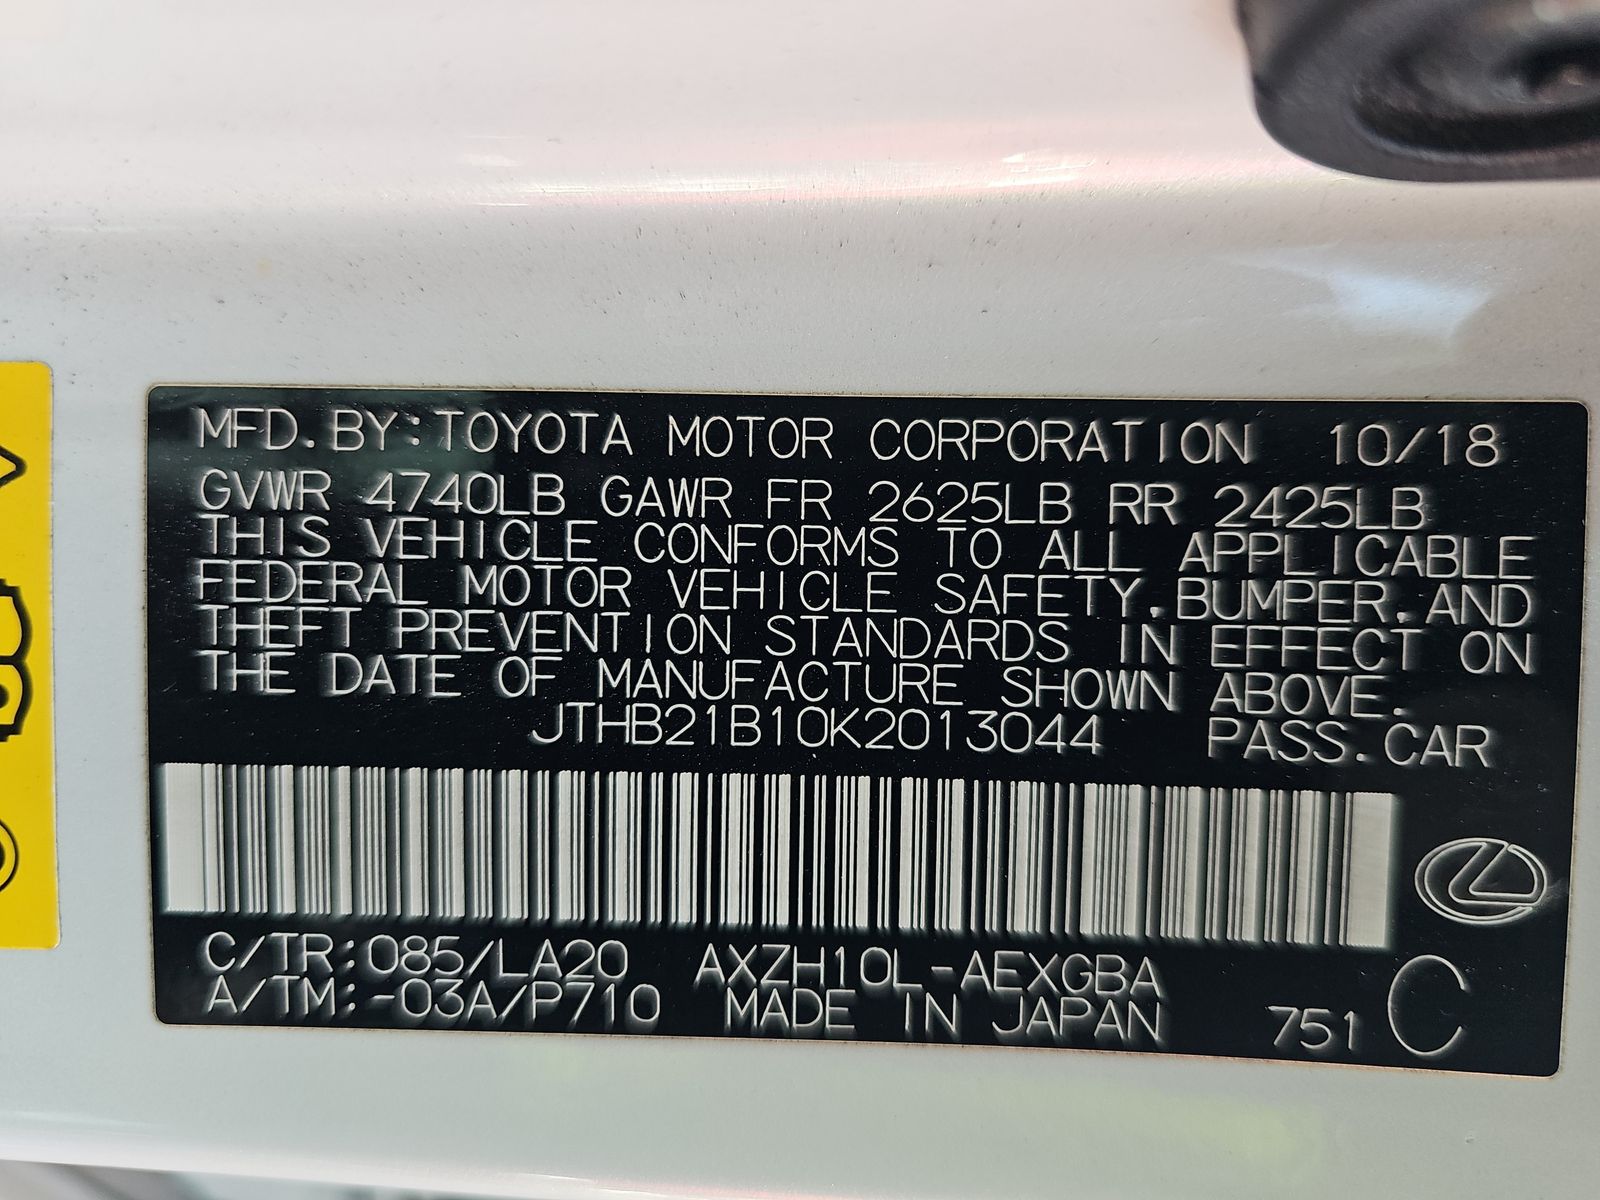 MFD.BY:TOYOTA MOTOR CORPORATION 10/18
GVWR 4740LB GAWR FR 2625LB RR 2425LB
THIS VEHICLE CONFORMS TO ALL APPLICABLE
FEDERAL MOTOR VEHICLE SAFETY,BUMPER,AND
THEFT PREVENTION STANDARDS IN EFFECT ON
THE DATE OF MANUFACTURE SHOWN ABOVE.
JTHB21B10K2013044 PASS.CAR
C/TR:085/LA20 AXZH10L-AEXGBA
A/TM:-03A/P710 MADE IN JAPAN 751 C